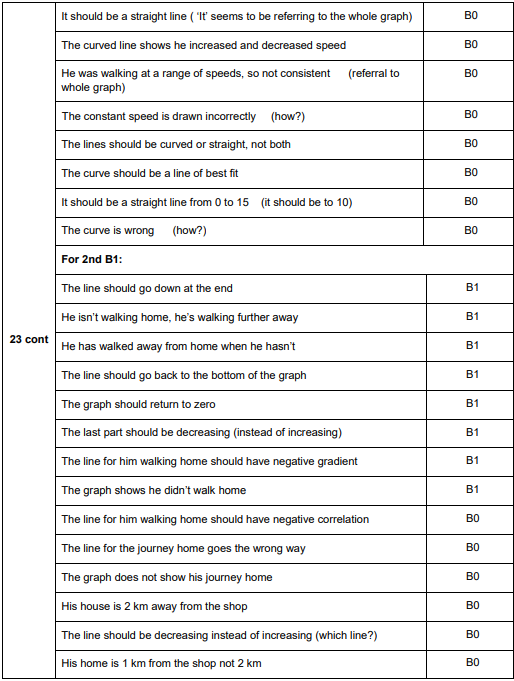 It should be a straight line ( ‘It’ seems to be referring to the whole graph) B0
The curved line shows he increased and decreased speed B0
He was walking at a range of speeds, so not consistent (referral to B0
whole graph)
The constant speed is drawn incorrectly (how?) B0
The lines should be curved or straight, not both B0
The curve should be a line of best fit B0
It should be a straight line from 0 to 15 (it should be to 10) B0
The curve is wrong (how?) B0
For 2nd B1:
The line should go down at the end B1
He isn’t walking home, he’s walking further away B1
23 cont
He has walked away from home when he hasn’t B1
The line should go back to the bottom of the graph B1
The graph should return to zero B1
The last part should be decreasing (instead of increasing) B1
The line for him walking home should have negative gradient B1
The graph shows he didn’t walk home B1
The line for him walking home should have negative correlation B0
The line for the journey home goes the wrong way B0
The graph does not show his journey home B0
His house is 2 km away from the shop B0
The line should be decreasing instead of increasing (which line?) B0
His home is 1 km from the shop not 2 km B0